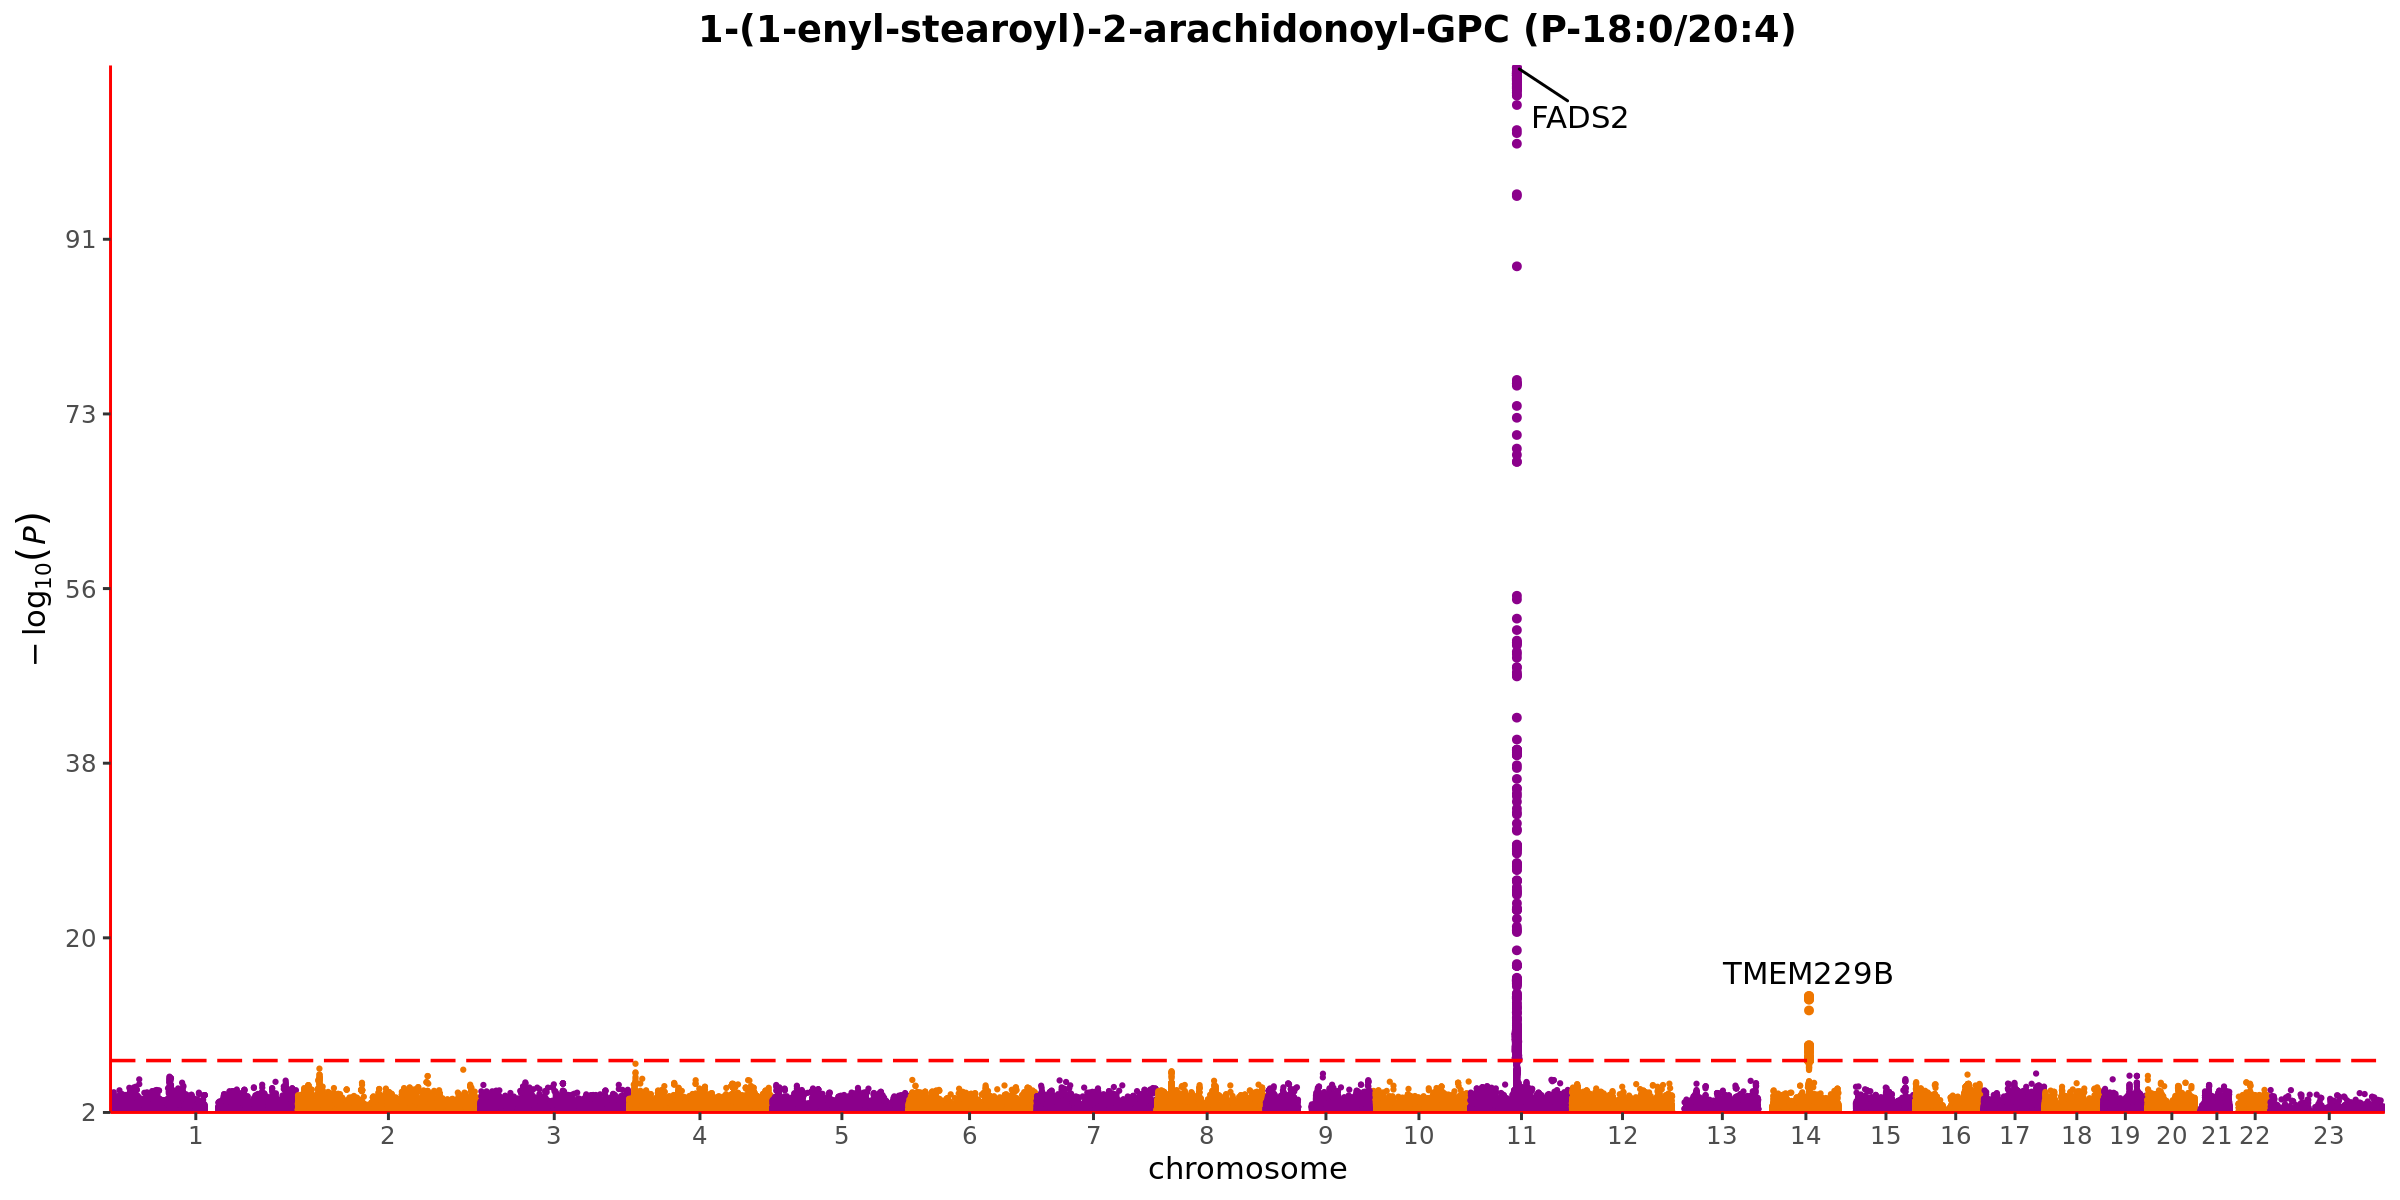 1-(1-enyl-stearoyl)-2-arachidonoyl-GPC (P-18:0/20:4)
FADS2
91
73
− log10(P)
56
38
20
TMEM229B
2
1 2 3 4 5 6 7 8 9 10 11 12 13 14 15 16 17 18 19 20 21 22 23
chromosome